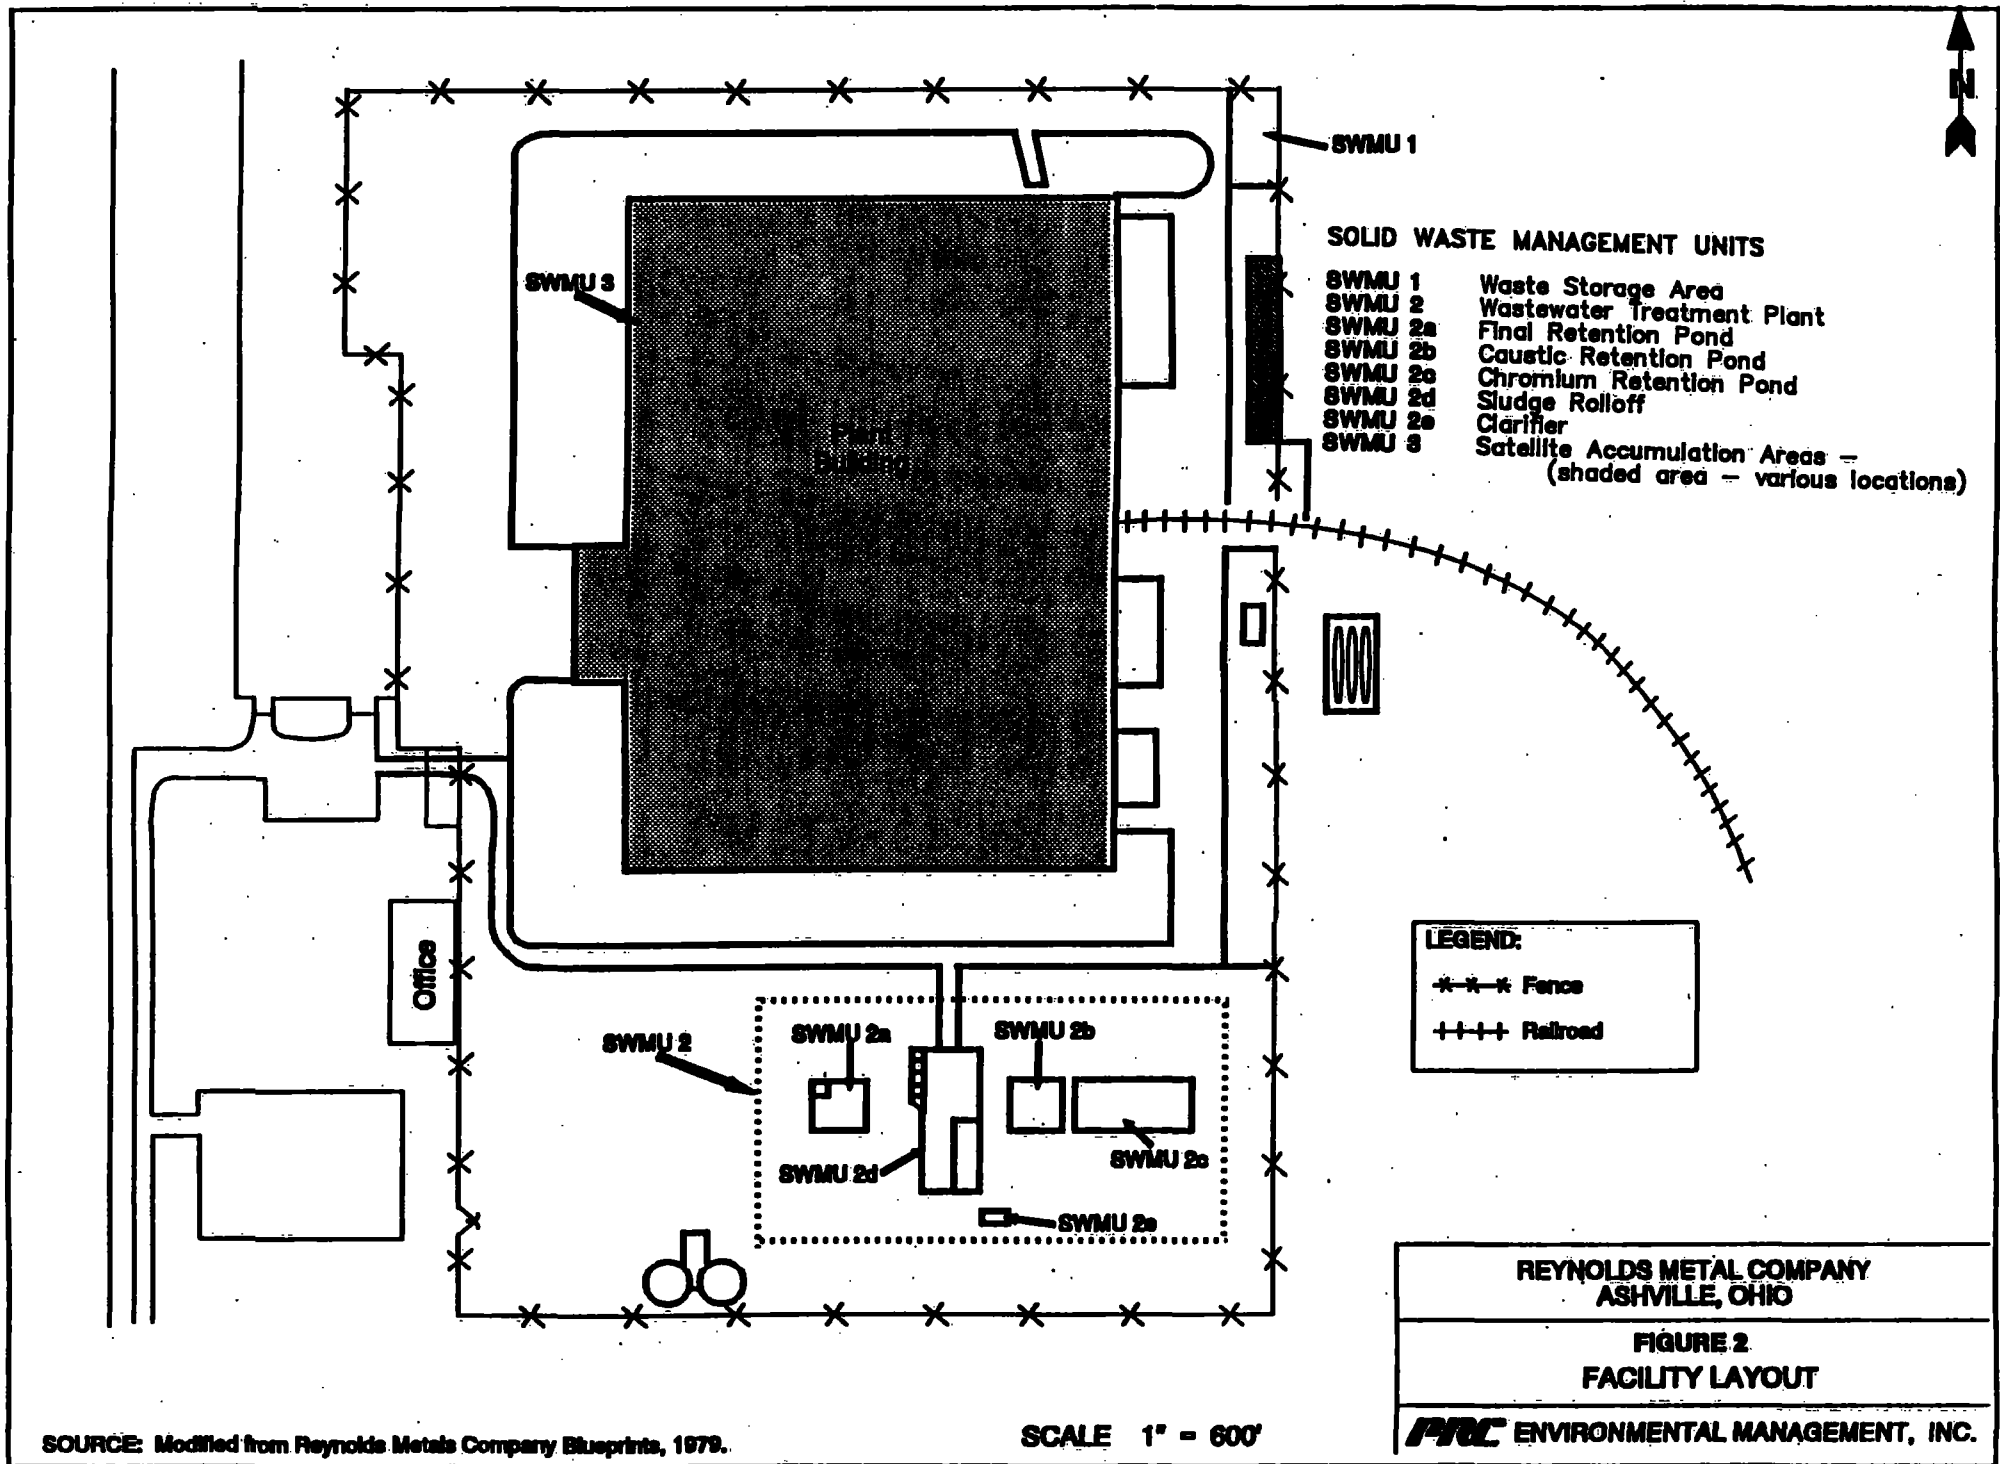 N
SWMU 1
SOLID WASTE MANAGEMENT UNITS
SWMU 1 Waste Storage Area
SWMU 2 Wastewater Treatment Plant
SWMU 2a Final Retention Pond
SWMU 2b Caustic Retention Pond
SWMU 2c Chromium Retention Pond
SWMU 2d Sludge Rolloff
SWMU 2e Clarifier
SWMU 3 Satellite Accumulation Areas –
(shaded area – various locations)
SWMU 3
Plant
Building
Office
LEGEND:
Fence
Railroad
SWMU 2
SWMU 2a
SWMU 2b
SWMU 2c
SWMU 2d
SWMU 2e
REYNOLDS METAL COMPANY
ASHVILLE, OHIO
FIGURE 2
FACILITY LAYOUT
PRC ENVIRONMENTAL MANAGEMENT, INC.
SOURCE: Modified from Reynolds Metals Company Blueprints, 1979.
SCALE 1" = 600'